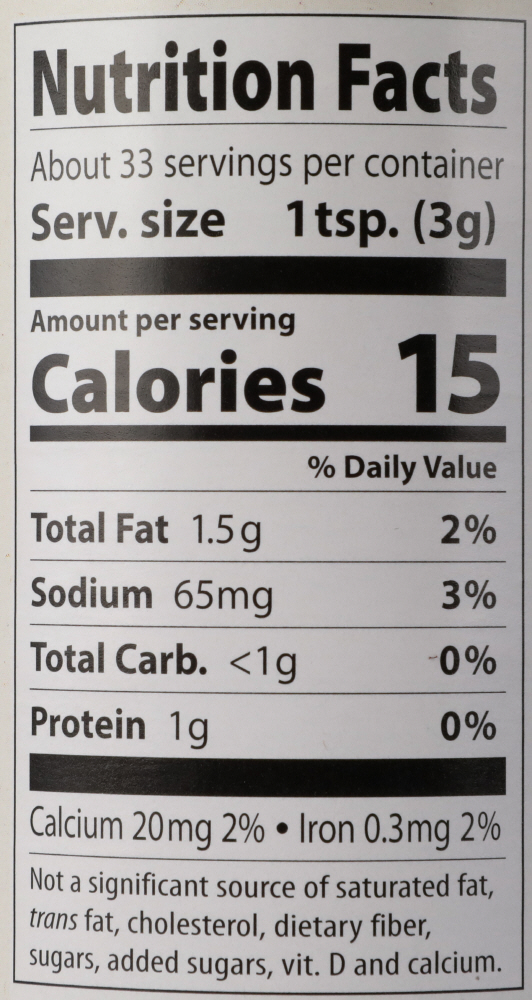 Nutrition Facts
About 33 servings per container
Serv. size 1 tsp. (3g)
Amount per serving
Calories 15
% Daily Value
Total Fat 1.5g 2%
Sodium 65mg 3%
Total Carb. <1g 0%
Protein 1g 0%
Calcium 20mg 2% • Iron 0.3mg 2%
Not a significant source of saturated fat,
trans fat, cholesterol, dietary fiber,
sugars, added sugars, vit. D and calcium.